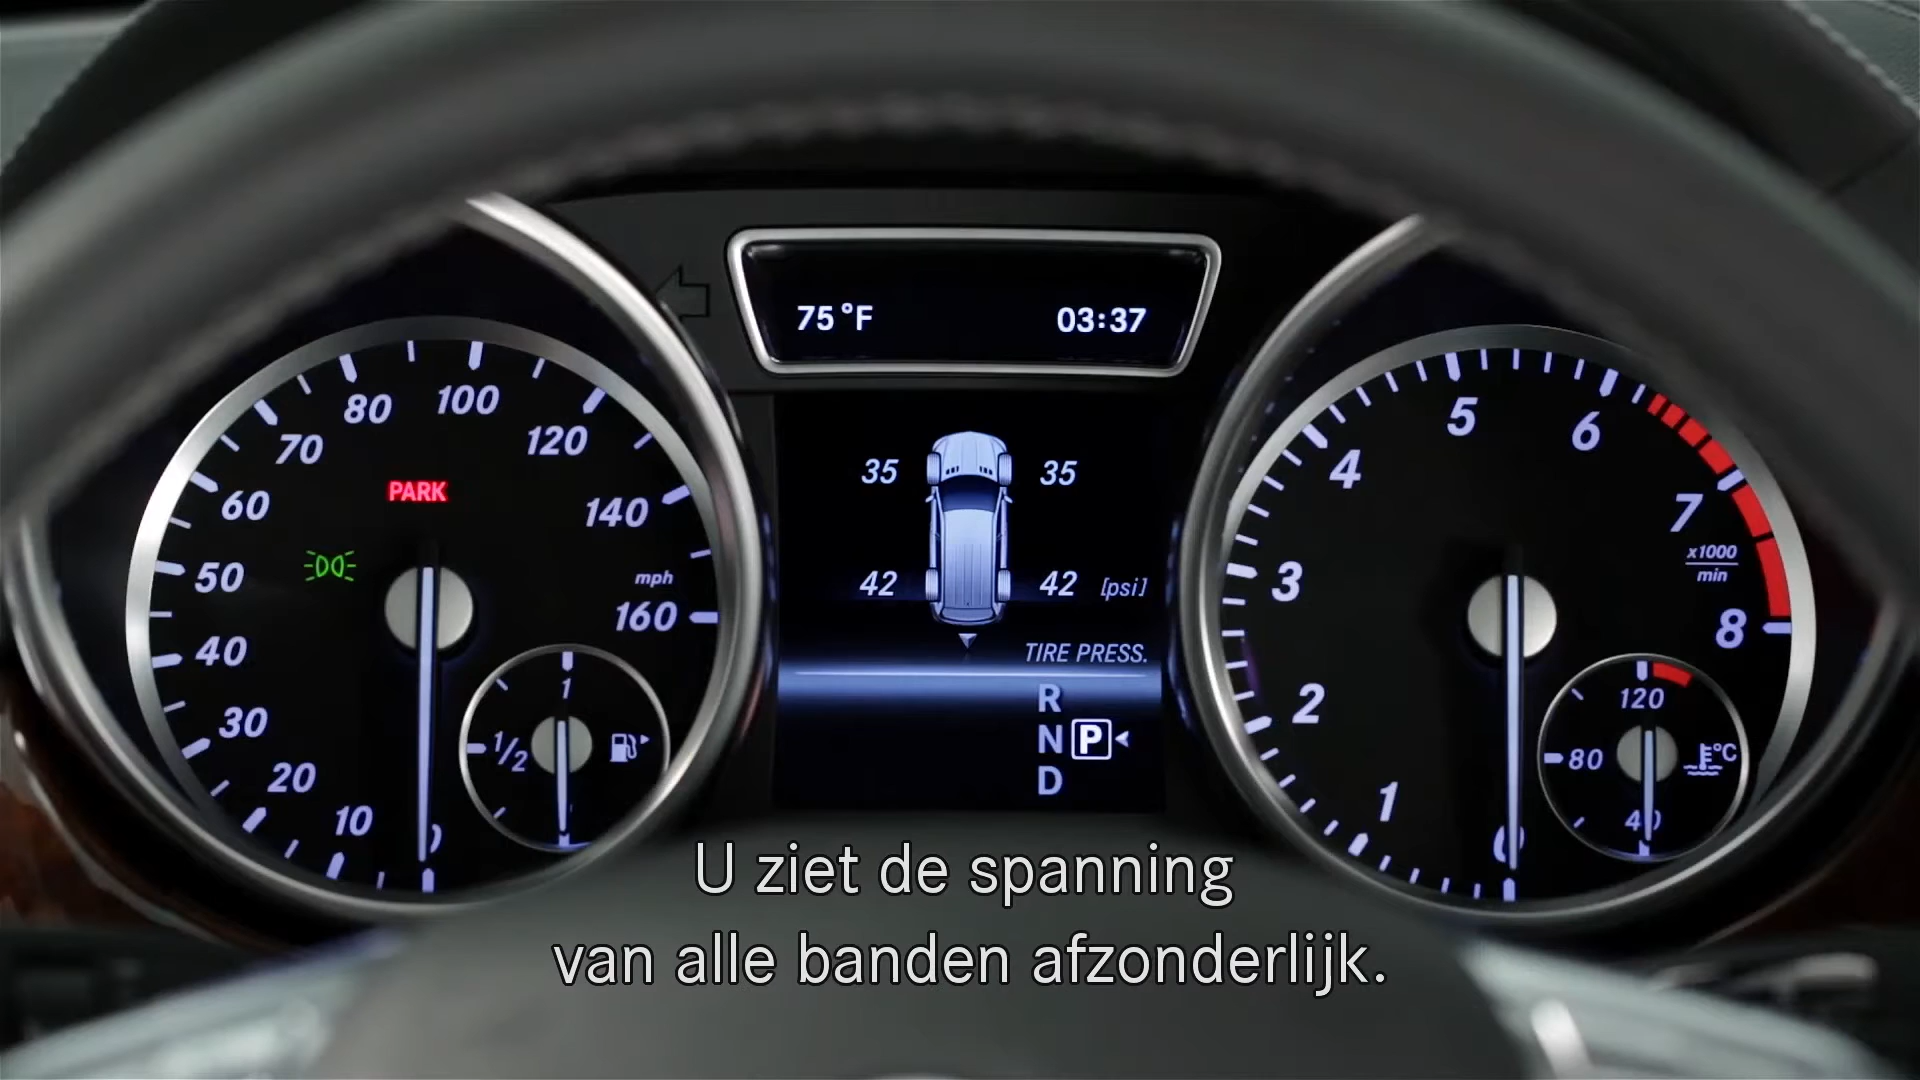 75°F 03:37
80 100 120
70 140
60 PARK mph
50 160
40
30
20
10
0
1
1/2
35 35
42 42 [psi]
TIRE PRESS.
R
N P
D
5 6
4 7
3 x1000
min
2 8
1
0
120
80 °C
40
U ziet de spanning
van alle banden afzonderlijk.